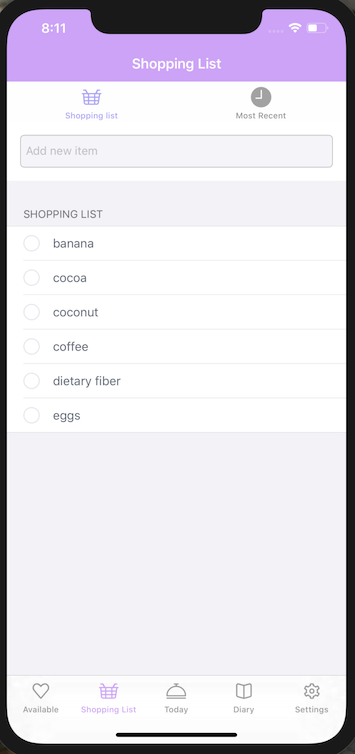 8:11
Shopping List
Shopping list
Most Recent
Add new item
SHOPPING LIST
banana
cocoa
coconut
coffee
dietary fiber
eggs
Available
Shopping List
Today
Diary
Settings